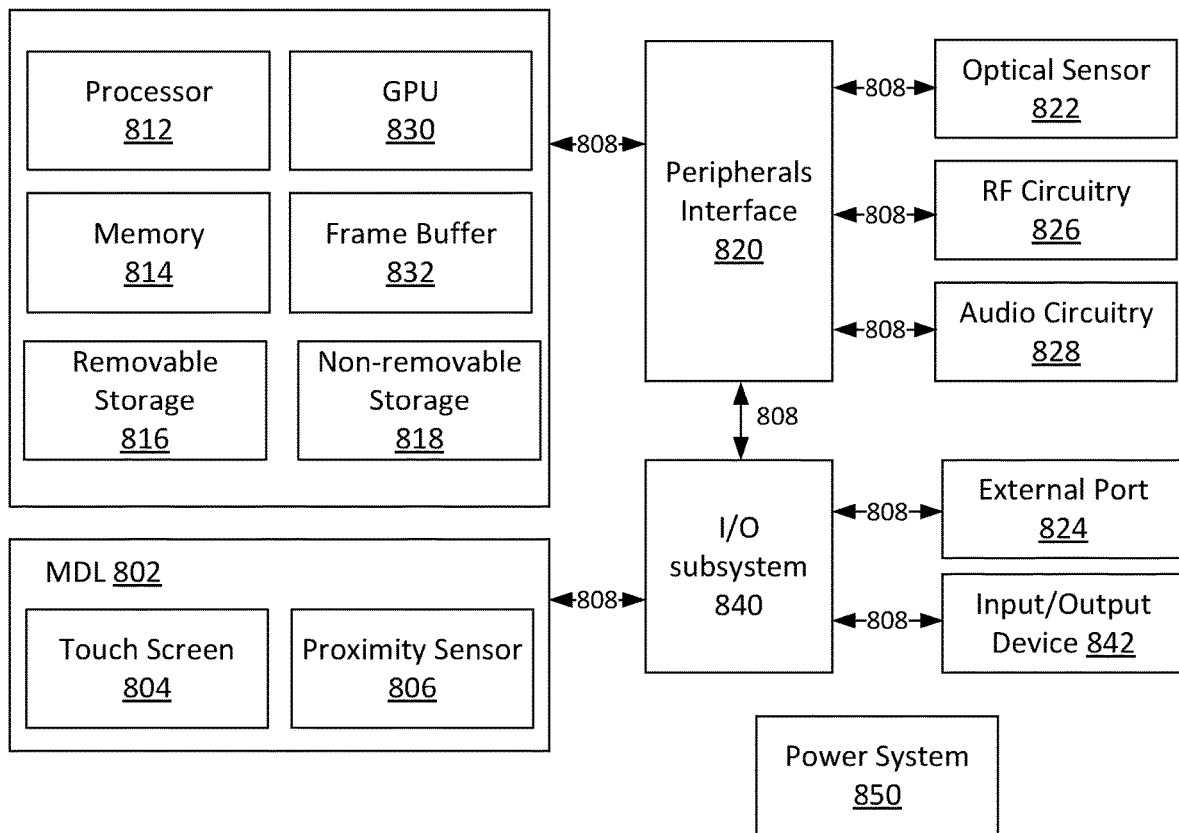 Processor
812
GPU
830
Memory
814
Frame Buffer
832
Removable
Storage
816
Non-removable
Storage
818
808
Peripherals
Interface
820
808
Optical Sensor
822
808
RF Circuitry
826
808
Audio Circuitry
828
808
MDL 802
Touch Screen
804
Proximity Sensor
806
808
I/O
subsystem
840
808
External Port
824
808
Input/Output
Device 842
Power System
850